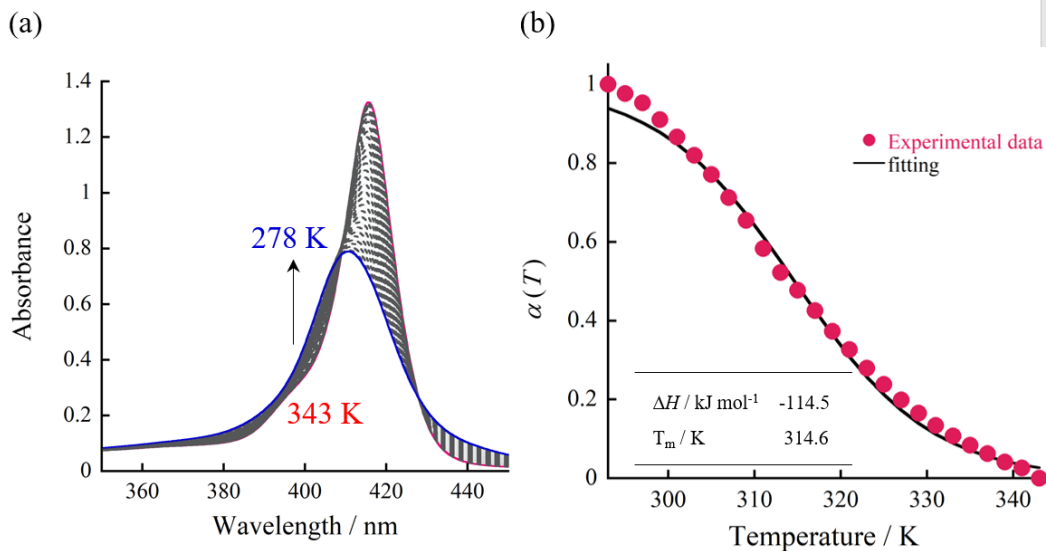 (a)
1.4
1.2
1
0.8
0.6
0.4
0.2
0
Absorbance
278 K
343 K
360
380
400
420
440
Wavelength / nm
(b)
1
0.8
0.6
0.4
0.2
0
α(T)
Experimental data
fitting
ΔH / kJ mol-1 -114.5
Tm / K 314.6
300
310
320
330
340
Temperature / K